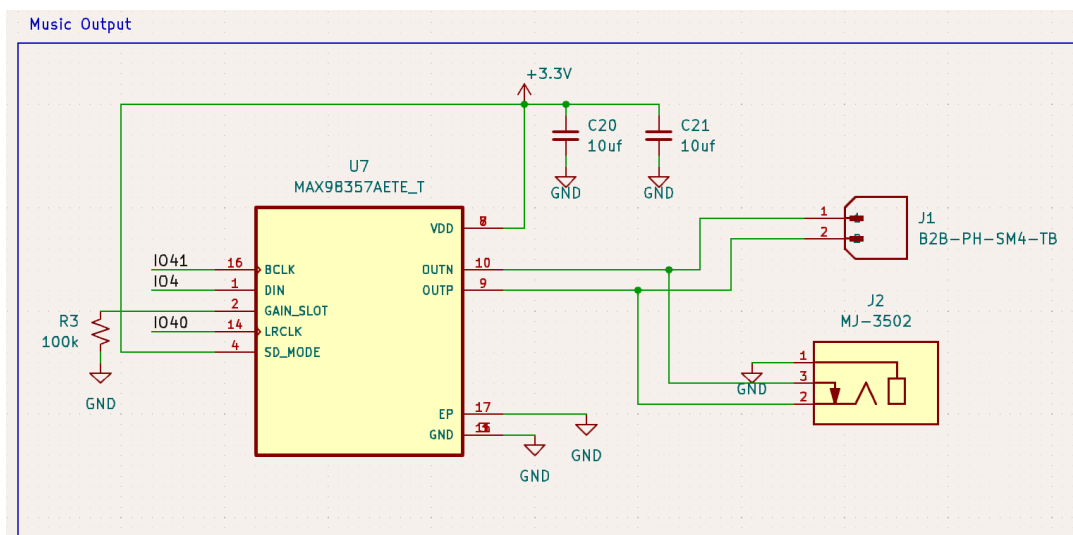 Music Output
+3.3V
C20
10uf
C21
10uf
GND
GND
U7
MAX98357AETE_T
VDD
IO41
16
BCLK
OUTN
10
IO4
1
DIN
OUTP
9
2
GAIN_SLOT
IO40
14
LRCLK
4
SD_MODE
R3
100k
GND
EP
17
GND
GND
GND
1
2
J1
B2B-PH-SM4-TB
J2
MJ-3502
1
3
2
GND